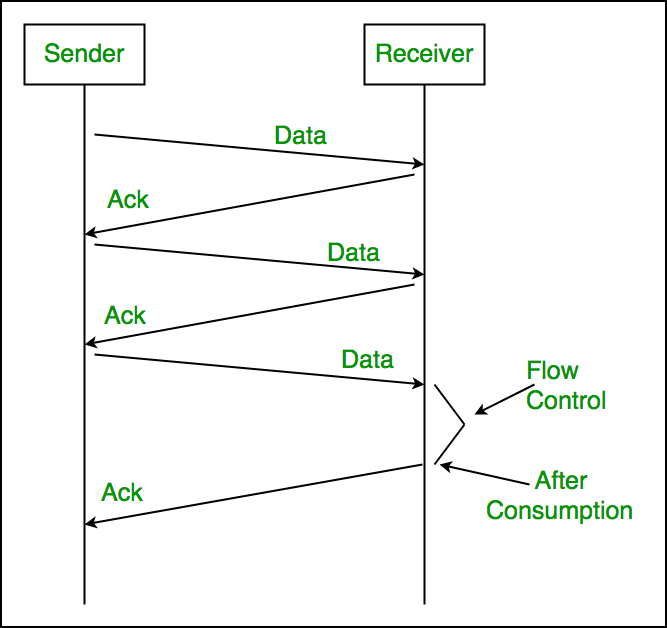 Sender
Receiver
Data
Ack
Data
Ack
Data
Flow
Control
After
Consumption
Ack